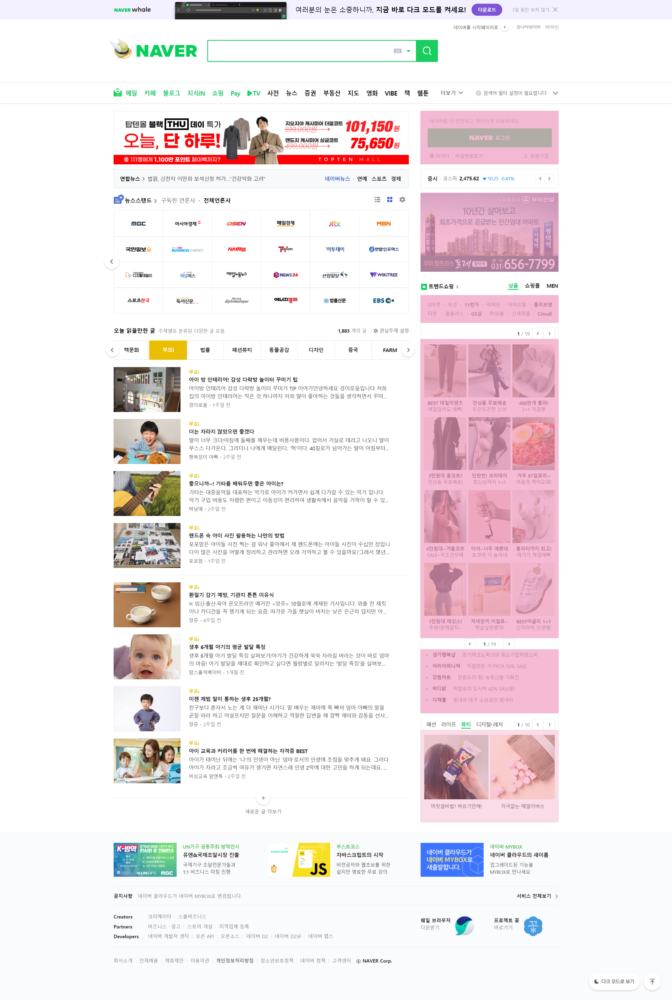 NAVER whale
여러분의 눈은 소중하니까, 지금 바로 다크 모드를 켜세요!
다운로드
3일 동안 보지 않기
네이버를 시작페이지로
쥬니어네이버 해피빈
NAVER
메일 카페 블로그 지식iN 쇼핑 Pay TV 사전 뉴스 증권 부동산 지도 영화 VIBE 책 웹툰 더보기
검색어 필터 설정이 필요합니다
탑텐몰 블랙 THU 데이 특가
오늘, 단 하루!
지오지아 캐시미어 더블코트
599,000원
101,150원
앤드지 캐시미어 싱글코트
499,000원
75,650원
총 111명에게 1,100만 포인트 페이백까지?
TOPTEN.MALL
네이버를 더 안전하고 편리하게 이용하세요
NAVER 로그인
아이디 · 비밀번호찾기
회원가입
연합뉴스 법원, 신천지 이만희 보석신청 허가…"건강악화 고려"
네이버뉴스 연예 스포츠 경제
증시 코스피 2,475.62 10.25 -0.41%
뉴스스탠드 구독한 언론사 · 전체언론사
MBC 아시아경제 OSEN 매일경제 jtbc MBN
국민일보 BUSINESS watch 시사저널 TV REPORT 이투데이 연합인포맥스
디지털데일리 채널예스 매일노동뉴스 eNEWS24 산업일보 WIKITREE
스포츠한국 독서신문 LE MONDE diplomatique 에너지경제 법률신문 EBS
시공예정사 우미건설
10년간 살아보고
최초가격으로 공급받는 민간임대 아파트
안중역
지제역
평택역
우미 험프리스 포레 평택역 문의 031) 656-7799
트렌드쇼핑
상품 쇼핑몰 MEN
G마켓 · 옥션 · 11번가 · 위메프 · 이마트몰 · 올리브영
티몬 · 홈플러스 · GS샵 · 롯데i몰 · 신세계몰 · CJmall
1 / 19
BEST 데일리팬츠
매일입어도 예뻐!
전상품 무료배송
뜨끈뜨끈한 신상
400만개 돌파!
2+1 지금뿐
3만원대 울코트?
전상품 무료배송!
단한번! 브라데이
최신상까지 1+1
겨우 81칼로리~
마음껏 먹어도돼!
4만원대~겨울코트
SALE~무조건무배
이야~너무 예쁜데
효과에 더 놀라네
퀄리티까지 최고!
여기가 제일예뻐
1만원대 레깅스!
추위?문제없지~
저녁한끼 이걸로~
뱃살실종됐대!
BEST어글리 1+1
신자마자 인생템!
1 / 19
경기행복샵 경기테크노파크와 중소기업착한소비
아리아퍼니쳐 직접만든 가구RTA 50% SALE
강원마트 강원도의 힘! 농축산물 기획전
바디닭 저칼로리 도시락 42% SALE중!
다채몰 힘내라 대구 소상공인 힘내라
패션 라이프 뷰티 디지털·레저 1 / 10
머릿결비법? 바르기만해!
자극없는 때밀이바쓰
오늘 읽을만한 글 주제별로 분류된 다양한 글 모음
1,883 개의 글 관심주제 설정
책문화 부모i 법률 패션뷰티 동물공감 디자인 중국 FARM
부모i
아이 방 인테리어! 감성 다락방 놀이터 꾸미기 팁
아이방 인테리어 감성 다락방 놀이터 꾸미기 TIP 이야기안녕하세요 경이로움입니다 저희
집의 아이방 인테리어는 작은 것 하나까지 저희 딸이 좋아하는 것들을 생각하면서 꾸미...
경이로움 · 1주일 전
부모i
더는 자라지 않았으면 좋겠다
딸이 너무 크다!아침에 둘째를 깨우는데 비몽사몽이다. 업어서 거실로 데리고 나오니 딸이
부스스 다가온다. 그러더니 나에게 매달린다. '헉'이다. 40킬로가 넘어가는 딸이 아침부터...
행복덩이 아빠 · 2주일 전
부모i
좋으니까~! 기타를 배워두면 좋은 아이는?
기타는 대중음악을 대표하는 악기로 아이가 커가면서 쉽게 다가갈 수 있는 악기 입니다.
악기 구입 비용도 저렴한 편이고 이동성이 편리하여 생활속에서 음악을 가까이 할 수 있...
박남예 · 2주일 전
부모i
핸드폰 속 아이 사진 활용하는 나만의 방법
포포맘은 아이들 사진 찍는 걸 워낙 좋아해서 제 핸드폰에는 아이들 사진이 수십만 장입니
다이 많은 사진을 어떻게 정리하고 관리하면 오래 기억하고 볼 수 있을까요?그래서 몇년...
포포맘 · 1주일 전
부모i
환절기 감기 예방, 기관지 튼튼 이유식
※ 임신·출산·육아 온오프라인 매거진 <앙쥬> 10월호에 게재된 기사입니다. 외출 전 재킷
이나 카디건을 꼭 챙기게 되는 요즘. 따가운 가을 햇살이 비치는 낮은 은근히 덥지만 아...
앙쥬 · 4주일 전
부모i
생후 6개월 아기의 평균 발달 특징
생후 6개월 아기 발달 특징 살펴보기!아기가 건강하게 쑥쑥 자라길 바라는 것이 바로 엄마
의 마음! 아기 발달을 제대로 확인하고 싶다면 월령별로 달라지는 '발달 특징'을 살펴보...
맘스홀릭베이비 · 1개월 전
부모i
이젠 제법 말이 통하는 생후 25개월?
친구보다 혼자서 노는 게 더 재미난 시기다. 말 배우는 재미에 푹 빠져 엄마 아빠의 말을
곧잘 따라 하고 어설프지만 질문을 이해하고 적절한 답변을 해 깜짝 재미와 감동을 선사...
앙쥬 · 2주일 전
부모i
아이 교육과 커리어를 한 번에 해결하는 자격증 BEST
아이가 태어난 뒤에는 '나'의 인생이 아닌 '엄마'로서의 인생에 초점을 맞추게 돼요. 그러다
아이가 자라고 조금씩 여유가 생기면 자연스레 인생 2막에 대한 고민을 하게 되는데요. ...
비상교육 맘앤톡 · 2주일 전
새로운 글 더보기
K-방역 STS&P2020 <온라인 행사>
전시회 및 컨퍼런스
일시
11.18-20일
장소
www.stsnp.com
해외조달 전문가와 1:1 상담
UNGM 등록서비스
1년 서비스 이용권
UNOPS MBC
UN기구 공동주최 방역전시
유엔&국제조달시장 진출
국제기구 조달전문가들과
1:1 비즈니스 미팅 진행
boostcourse
JS
부스트코스
자바스크립트의 시작
비전공자와 웹초보를 위한
쉽지만 명료한 무료 강의
네이버 클라우드가
네이버 MYBOX로
새출발합니다.
네이버 MYBOX
네이버 클라우드의 새이름
업그레이드된 기능을
MYBOX로 만나세요
공지사항 네이버 클라우드가 네이버 MYBOX로 변경됩니다.
서비스 전체보기
Creators 크리에이터 스몰비즈니스
Partners 비즈니스 · 광고 스토어 개설 지역업체 등록
Developers 네이버 개발자 센터 오픈 API 오픈소스 네이버 D2 네이버 D2SF 네이버 랩스
웨일 브라우저
다운받기
프로젝트 꽃
바로가기
회사소개 인재채용 제휴제안 이용약관 개인정보처리방침 청소년보호정책 네이버 정책 고객센터 ⓒ NAVER Corp.
다크 모드로 보기